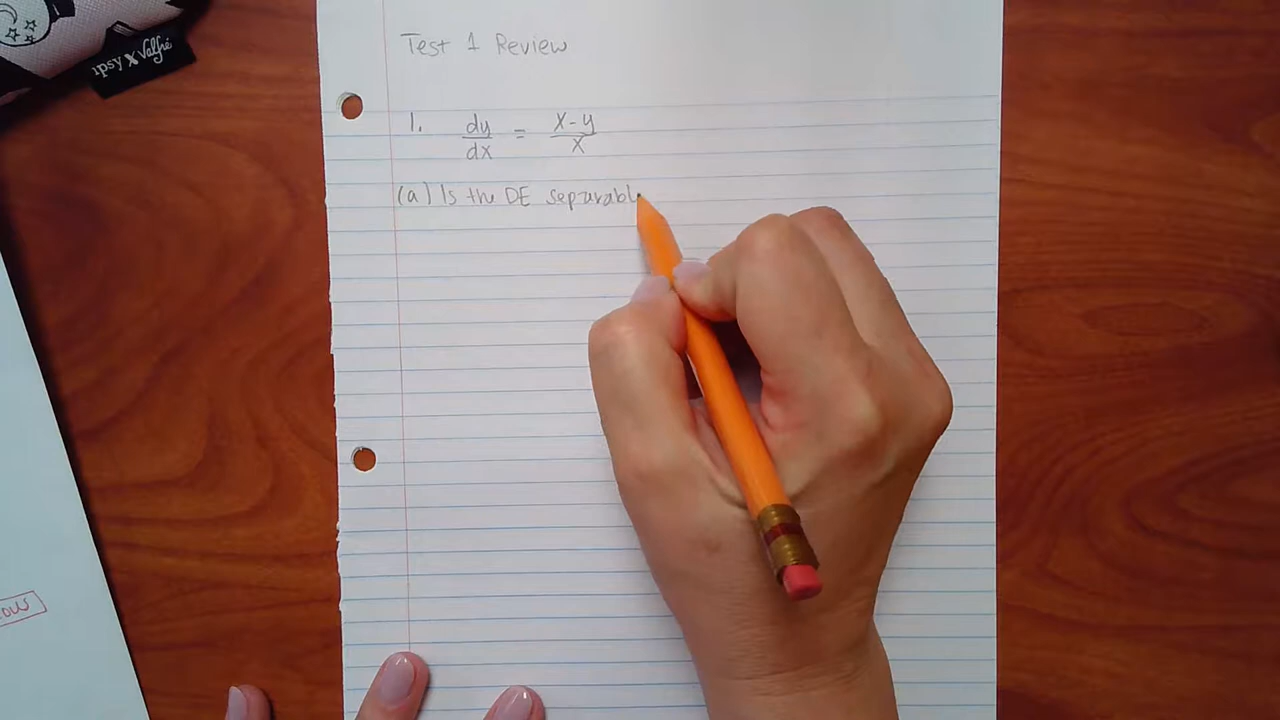 ipsy x Valfré
Test 1 Review
1. dy/dx = x-y/x
(a) Is the DE separabl